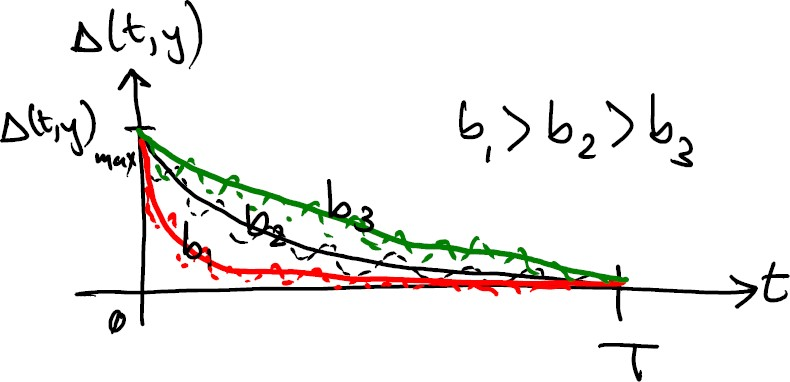 Δ(t,y)
Δ(t,y) max
b₁ > b₂ > b₃
b₃
b₂
b₁
t
0
T